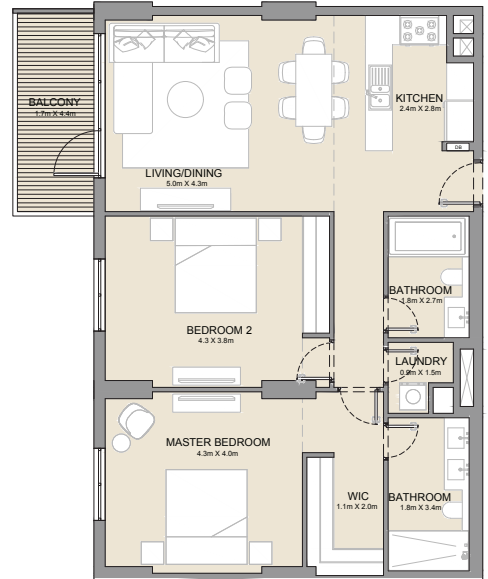 BALCONY
1.7m X 4.4m
KITCHEN
2.4m X 2.8m
DB
LIVING/DINING
5.0m X 4.3m
BATHROOM
1.8m X 2.7m
BEDROOM 2
4.3 X 3.8m
LAUNDRY
0.9m X 1.5m
MASTER BEDROOM
4.3m X 4.0m
WIC
1.1m X 2.0m
BATHROOM
1.8m X 3.4m